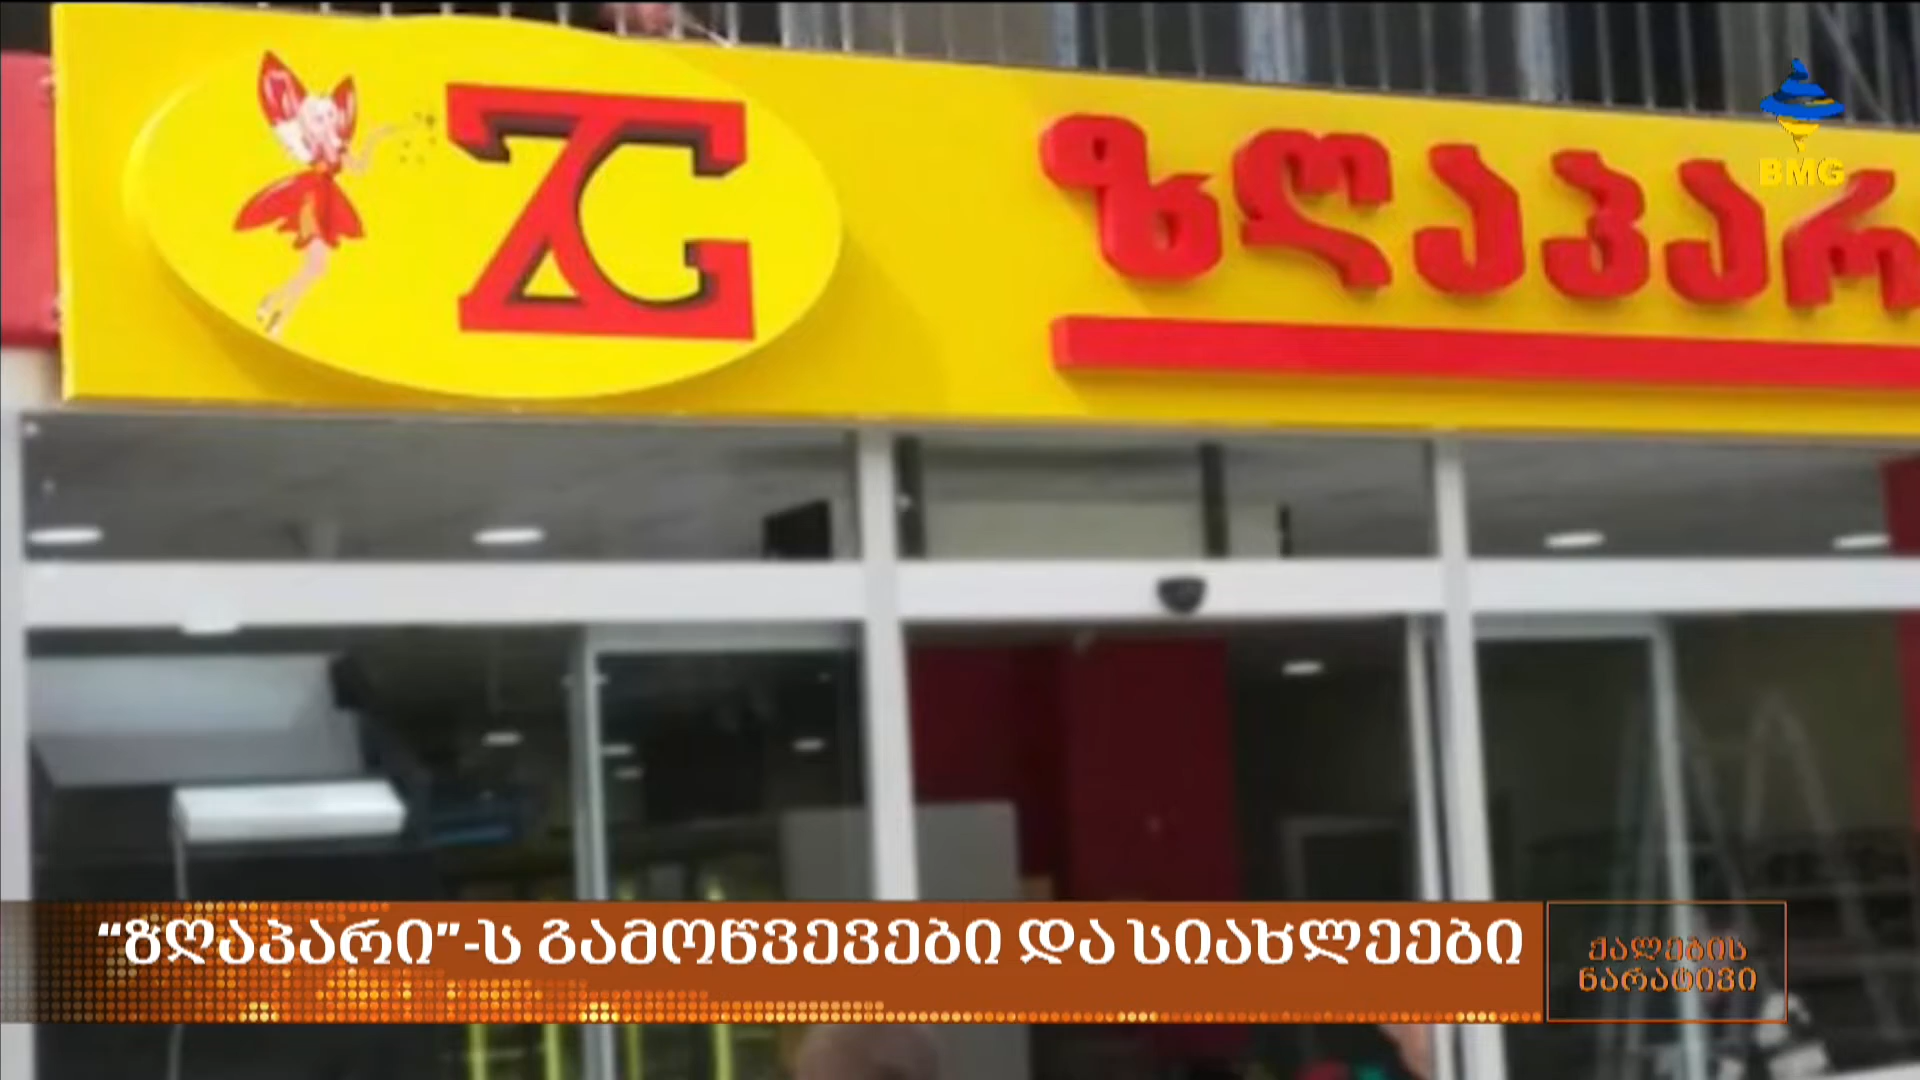 ZG
ზღაპარ
BMG
“ზღაპარი”-ს გამოწვევები და სიახლეები
ქალების
ნარატივი